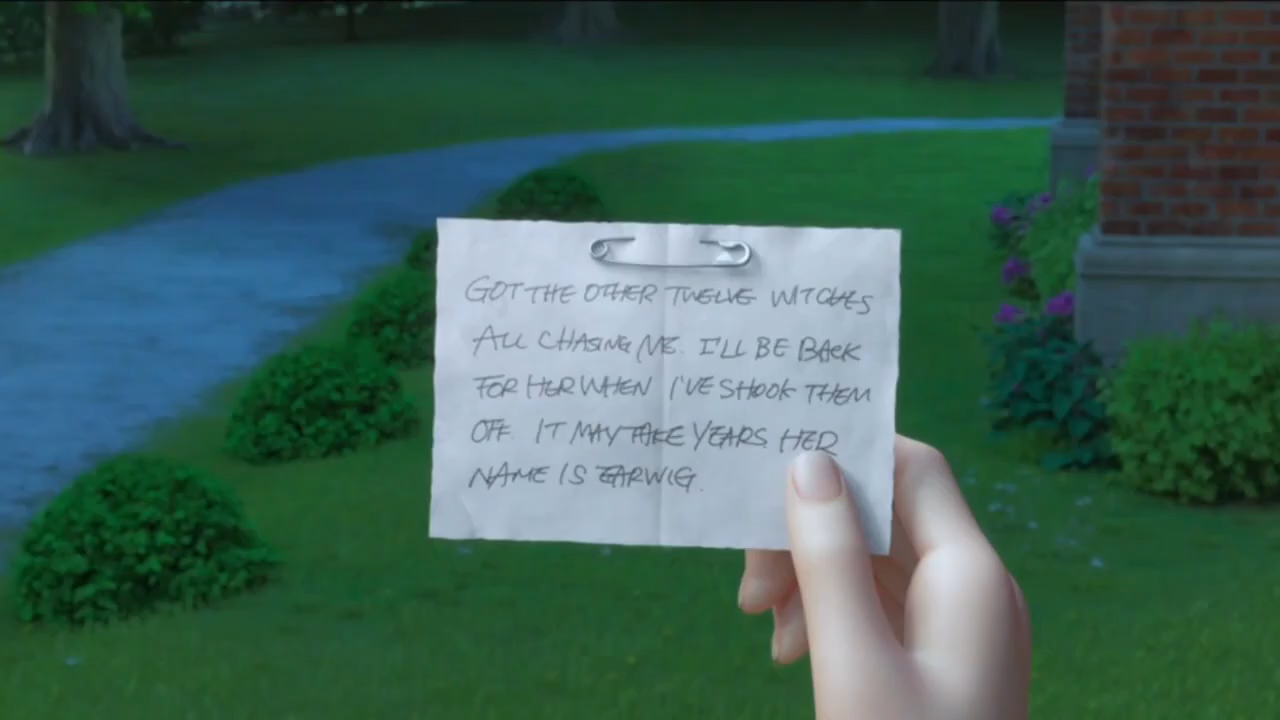 GOT THE OTHER TWELVE WITCHES
ALL CHASING ME. I'LL BE BACK
FOR HER WHEN I'VE SHOOK THEM
OFF. IT MAY TAKE YEARS. HER
NAME IS EARWIG.